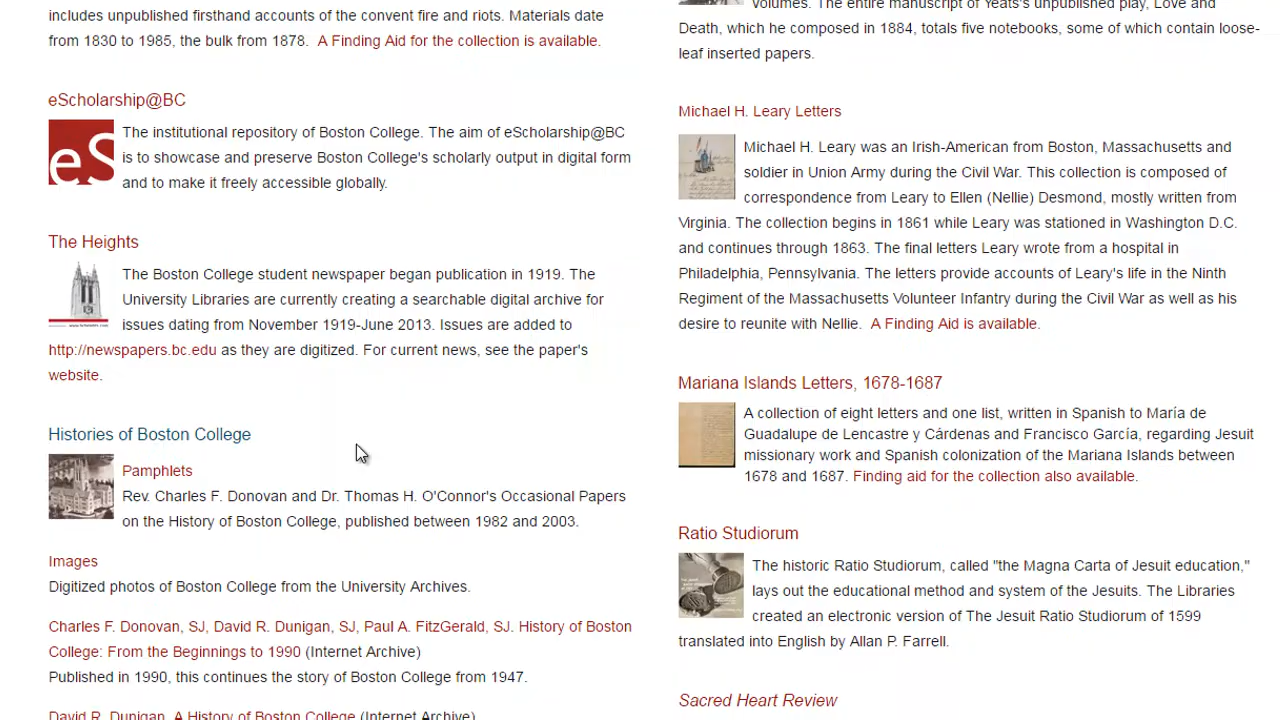 includes unpublished firsthand accounts of the convent fire and riots. Materials date
from 1830 to 1985, the bulk from 1878.  A Finding Aid for the collection is available.
eScholarship@BC
eS
The institutional repository of Boston College. The aim of eScholarship@BC
is to showcase and preserve Boston College's scholarly output in digital form
and to make it freely accessible globally.
The Heights
The Boston College student newspaper began publication in 1919. The
University Libraries are currently creating a searchable digital archive for
issues dating from November 1919-June 2013. Issues are added to
http://newspapers.bc.edu as they are digitized. For current news, see the paper's
website.
Histories of Boston College
Pamphlets
Rev. Charles F. Donovan and Dr. Thomas H. O'Connor's Occasional Papers
on the History of Boston College, published between 1982 and 2003.
Images
Digitized photos of Boston College from the University Archives.
Charles F. Donovan, SJ, David R. Dunigan, SJ, Paul A. FitzGerald, SJ. History of Boston
College: From the Beginnings to 1990 (Internet Archive)
Published in 1990, this continues the story of Boston College from 1947.
David R. Dunigan, A History of Boston College (Internet Archive)
Volumes. The entire manuscript of Yeats's unpublished play, Love and
Death, which he composed in 1884, totals five notebooks, some of which contain loose-
leaf inserted papers.
Michael H. Leary Letters
Michael H. Leary was an Irish-American from Boston, Massachusetts and
soldier in Union Army during the Civil War. This collection is composed of
correspondence from Leary to Ellen (Nellie) Desmond, mostly written from
Virginia. The collection begins in 1861 while Leary was stationed in Washington D.C.
and continues through 1863. The final letters Leary wrote from a hospital in
Philadelphia, Pennsylvania. The letters provide accounts of Leary's life in the Ninth
Regiment of the Massachusetts Volunteer Infantry during the Civil War as well as his
desire to reunite with Nellie.  A Finding Aid is available.
Mariana Islands Letters, 1678-1687
A collection of eight letters and one list, written in Spanish to María de
Guadalupe de Lencastre y Cárdenas and Francisco García, regarding Jesuit
missionary work and Spanish colonization of the Mariana Islands between
1678 and 1687. Finding aid for the collection also available.
Ratio Studiorum
The historic Ratio Studiorum, called "the Magna Carta of Jesuit education,"
lays out the educational method and system of the Jesuits. The Libraries
created an electronic version of The Jesuit Ratio Studiorum of 1599
translated into English by Allan P. Farrell.
Sacred Heart Review